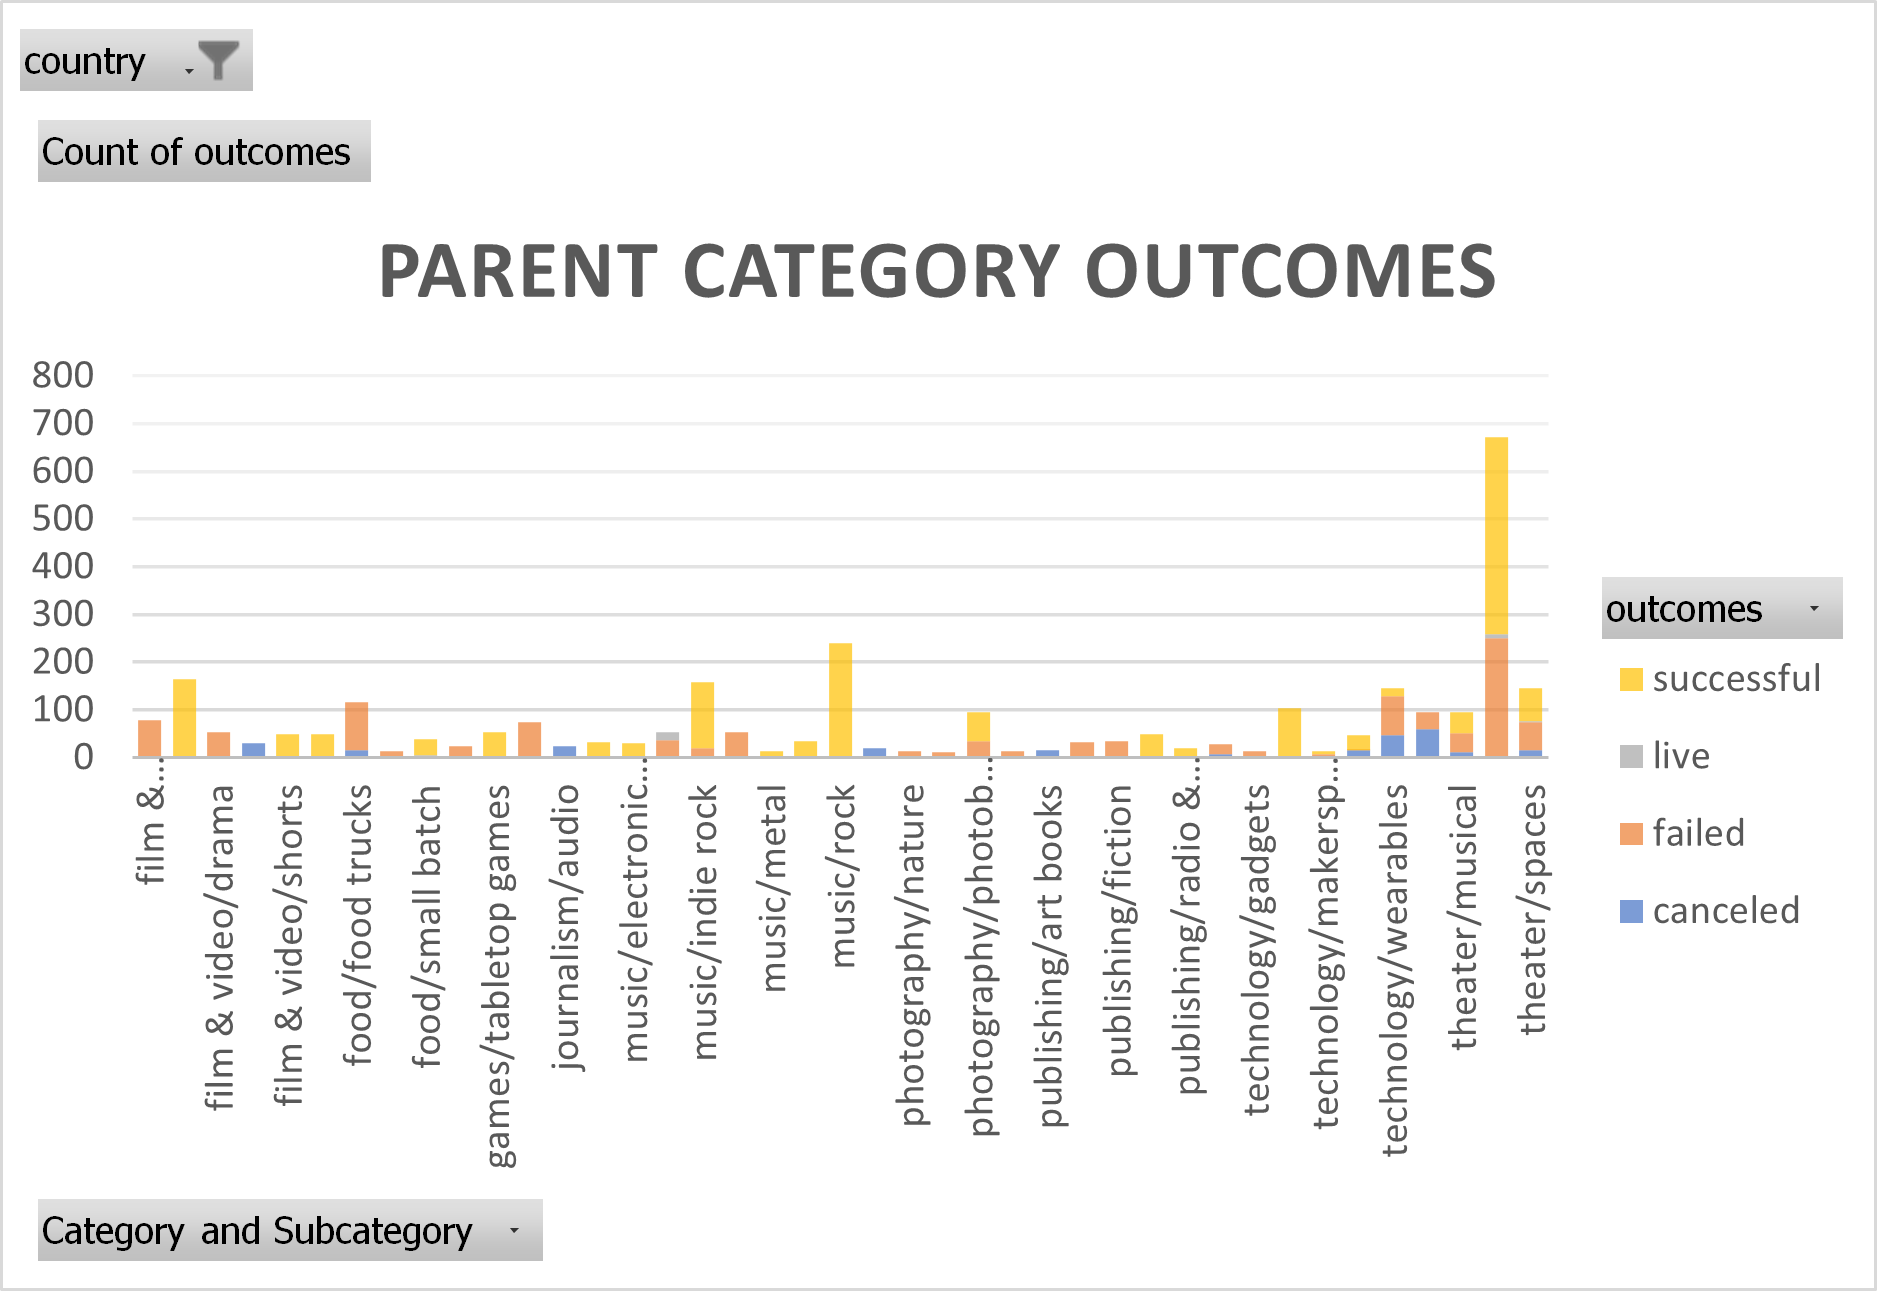 country
Count of outcomes
PARENT CATEGORY OUTCOMES
800
700
600
500
400
300
200
100
0
film &...
film & video/drama
film & video/shorts
food/food trucks
food/small batch
games/tabletop games
journalism/audio
music/electronic...
music/indie rock
music/metal
music/rock
photography/nature
photography/photob...
publishing/art books
publishing/fiction
publishing/radio &...
technology/gadgets
technology/makersp...
technology/wearables
theater/musical
theater/spaces
outcomes
successful
live
failed
canceled
Category and Subcategory